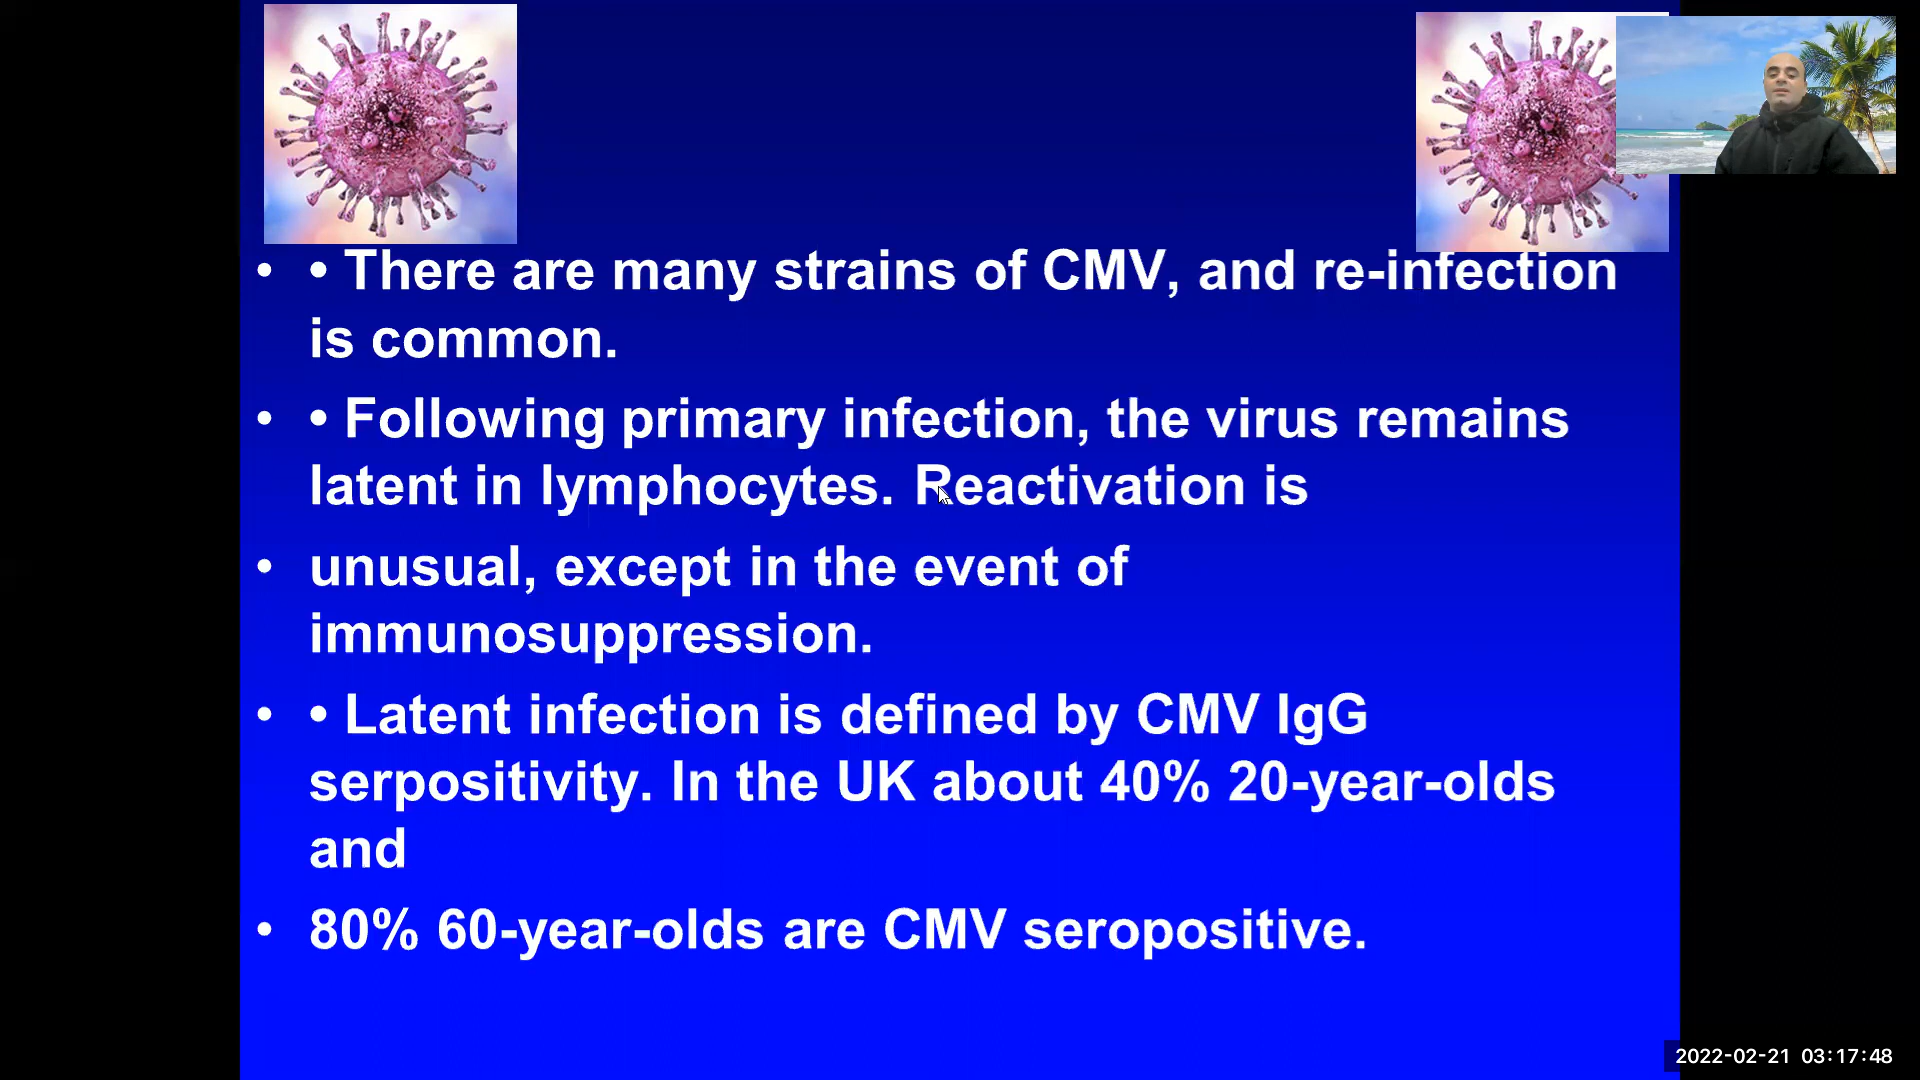 • • There are many strains of CMV, and re-infection
is common.
• • Following primary infection, the virus remains
latent in lymphocytes. Reactivation is
• unusual, except in the event of
immunosuppression.
• • Latent infection is defined by CMV IgG
serpositivity. In the UK about 40% 20-year-olds
and
• 80% 60-year-olds are CMV seropositive.
2022-02-21 03:17:48